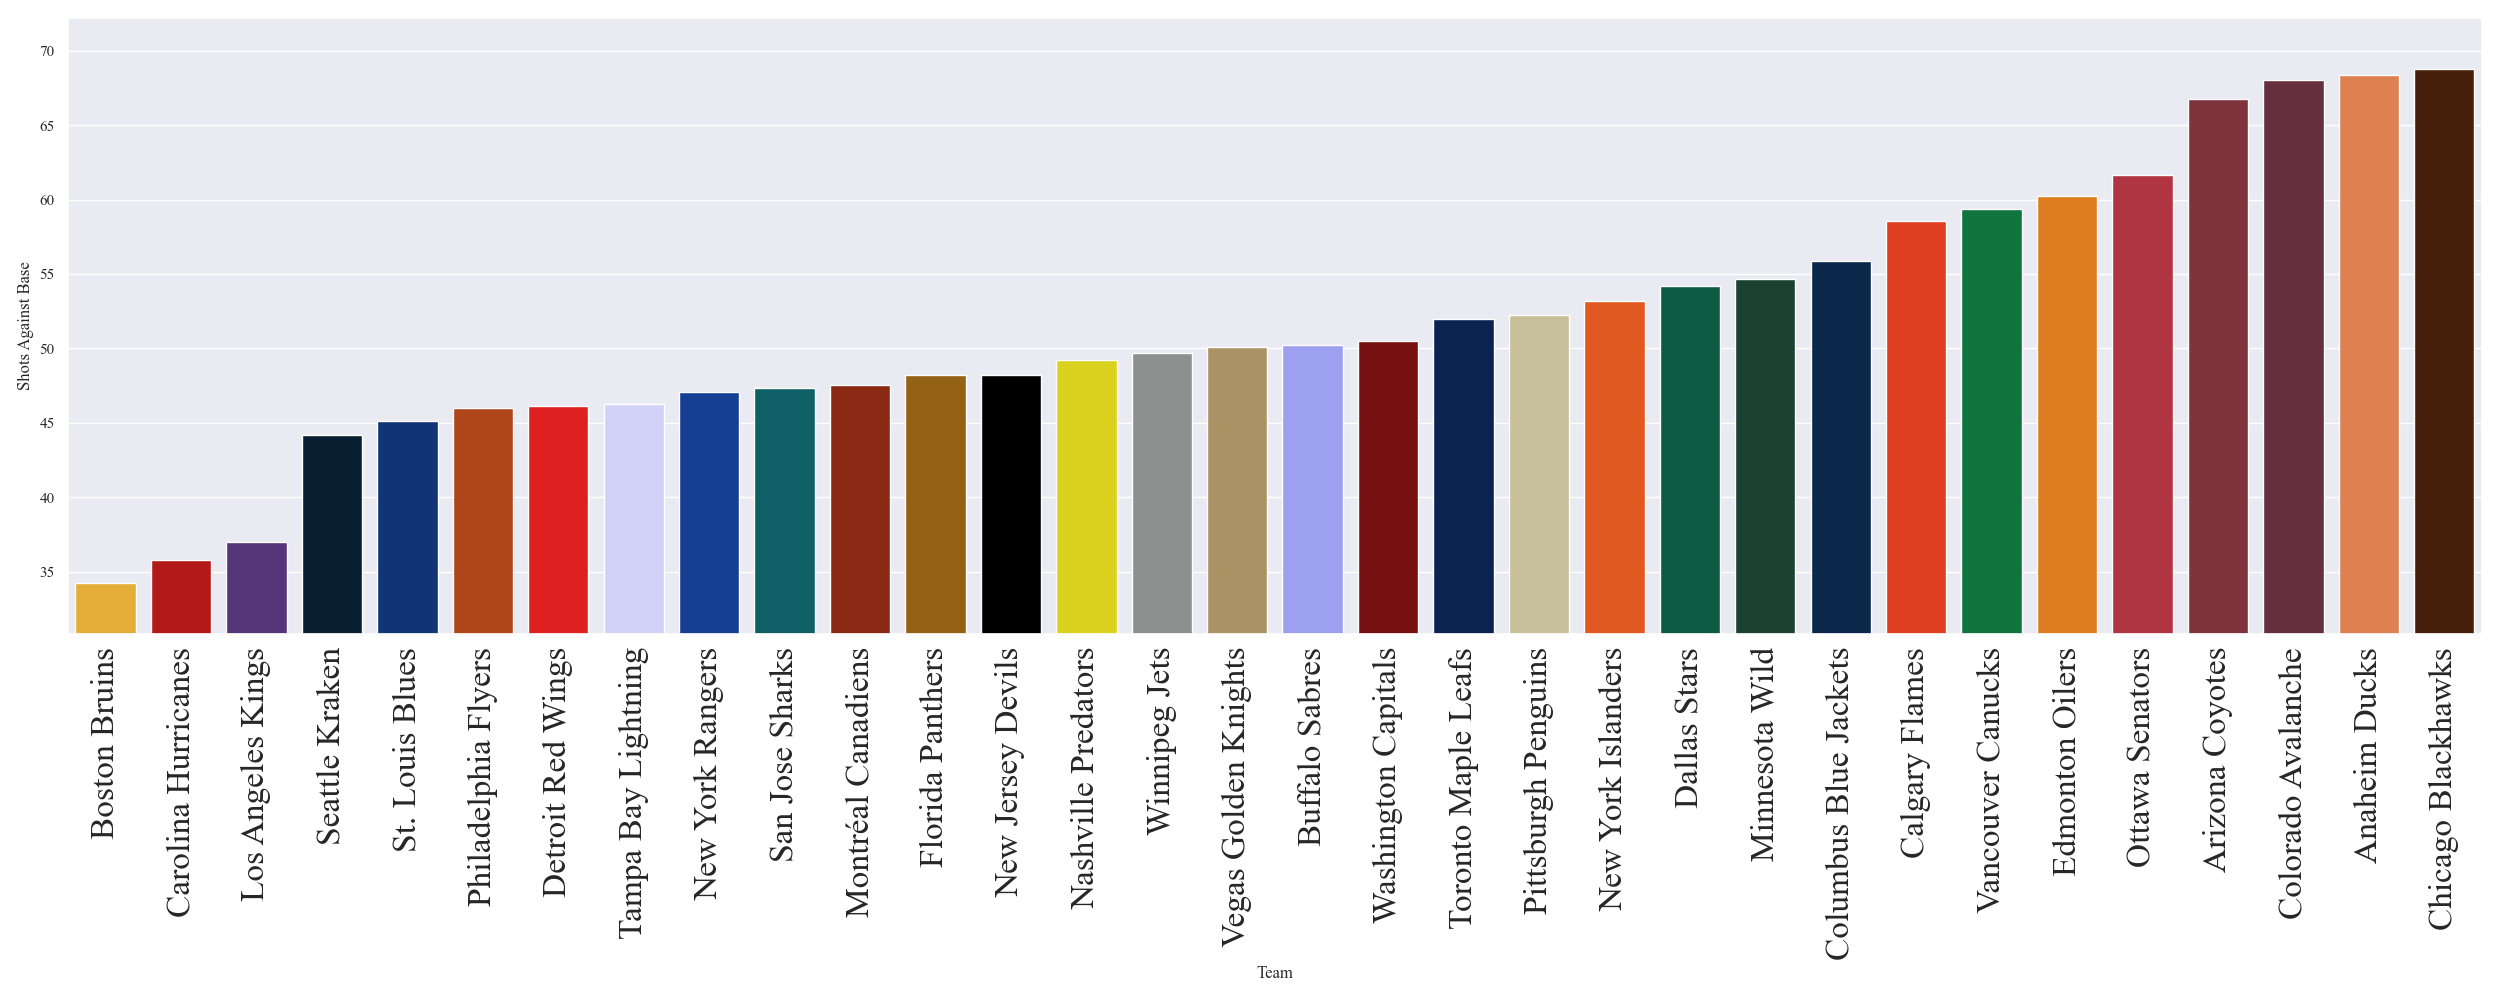 70
65
60
55
50
45
40
35
Shots Against Base
Boston Bruins
Carolina Hurricanes
Los Angeles Kings
Seattle Kraken
St. Louis Blues
Philadelphia Flyers
Detroit Red Wings
Tampa Bay Lightning
New York Rangers
San Jose Sharks
Montréal Canadiens
Florida Panthers
New Jersey Devils
Nashville Predators
Winnipeg Jets
Vegas Golden Knights
Buffalo Sabres
Washington Capitals
Toronto Maple Leafs
Pittsburgh Penguins
New York Islanders
Dallas Stars
Minnesota Wild
Columbus Blue Jackets
Calgary Flames
Vancouver Canucks
Edmonton Oilers
Ottawa Senators
Arizona Coyotes
Colorado Avalanche
Anaheim Ducks
Chicago Blackhawks
Team